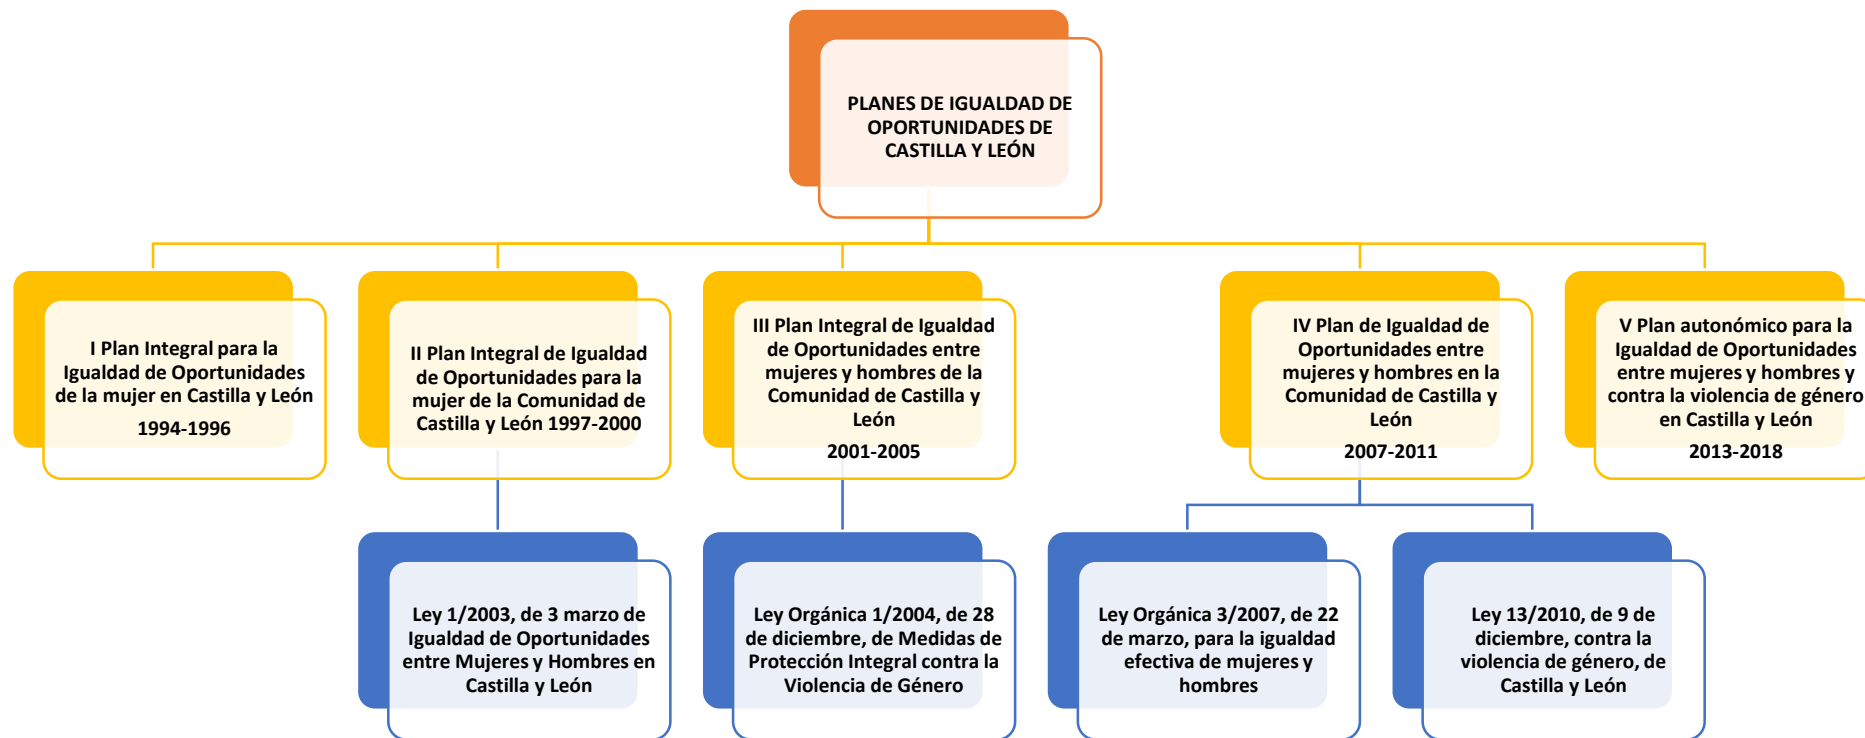 PLANES DE IGUALDAD DE
OPORTUNIDADES DE
CASTILLA Y LEÓN
I Plan Integral para la
Igualdad de Oportunidades
de la mujer en Castilla y León
1994-1996
II Plan Integral de Igualdad
de Oportunidades para la
mujer de la Comunidad de
Castilla y León 1997-2000
III Plan Integral de Igualdad
de Oportunidades entre
mujeres y hombres de la
Comunidad de Castilla y
León
2001-2005
IV Plan de Igualdad de
Oportunidades entre
mujeres y hombres en la
Comunidad de Castilla y
León
2007-2011
V Plan autonómico para la
Igualdad de Oportunidades
entre mujeres y hombres y
contra la violencia de género
en Castilla y León
2013-2018
Ley 1/2003, de 3 marzo de
Igualdad de Oportunidades
entre Mujeres y Hombres en
Castilla y León
Ley Orgánica 1/2004, de 28
de diciembre, de Medidas de
Protección Integral contra la
Violencia de Género
Ley Orgánica 3/2007, de 22
de marzo, para la igualdad
efectiva de mujeres y
hombres
Ley 13/2010, de 9 de
diciembre, contra la
violencia de género, de
Castilla y León